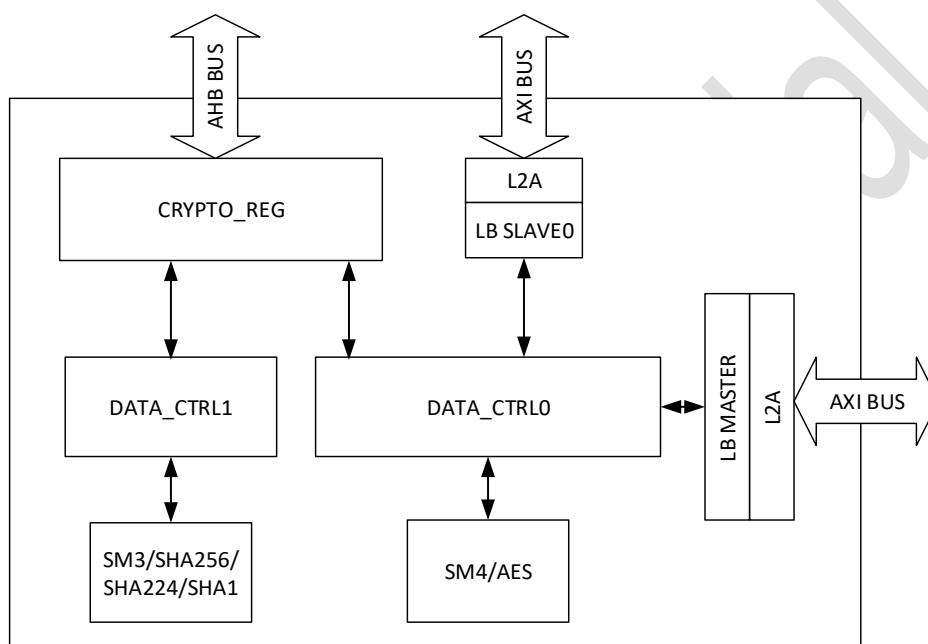 AHB BUS
AXI BUS
CRYPTO_REG
L2A
LB SLAVE0
DATA_CTRL1
DATA_CTRL0
LB MASTER
L2A
AXI BUS
SM3/SHA256/
SHA224/SHA1
SM4/AES